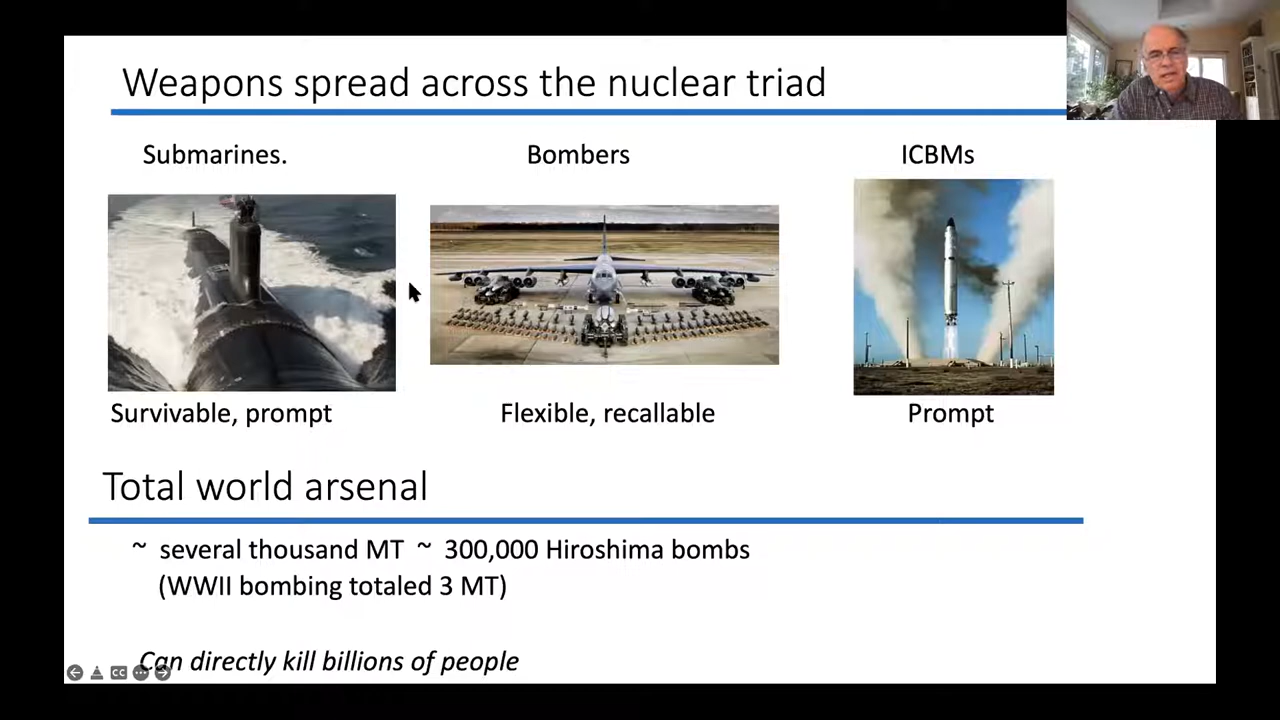 Weapons spread across the nuclear triad
Submarines.
Bombers
ICBMs
Survivable, prompt
Flexible, recallable
Prompt
Total world arsenal
~ several thousand MT ~ 300,000 Hiroshima bombs
(WWII bombing totaled 3 MT)
Can directly kill billions of people
CC